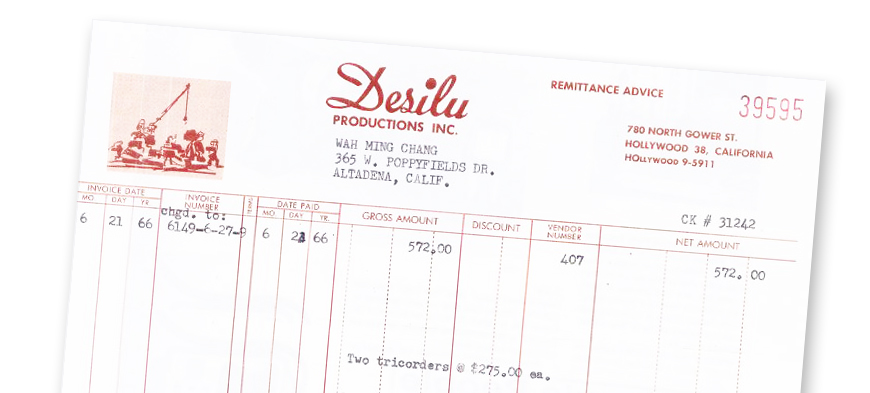 Desilu
PRODUCTIONS INC.
REMITTANCE ADVICE
39595
780 NORTH GOWER ST.
HOLLYWOOD 38, CALIFORNIA
HOLLYWOOD 9-5911
WAH MING CHANG
365 W. POPPYFIELDS DR.
ALTADENA, CALIF.
CK # 31242
INVOICE DATE
MO DAY YR.
INVOICE NUMBER
DATE PAID
MO DAY YR.
GROSS AMOUNT
DISCOUNT
VENDOR NUMBER
NET AMOUNT
chgd. to:
6 21 66 6149-6-27-9 6 66 572.00 407 572.00
Two tricorders @ $275.00 ea.